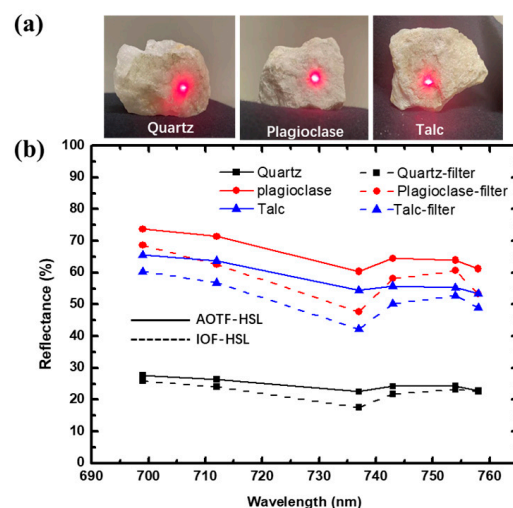 (a)
Quartz
Plagioclase
Talc
(b)
100
90
80
70
60
50
40
30
20
10
0
Reflectance (%)
Quartz
plagioclase
Talc
Quartz-filter
Plagioclase-filter
Talc-filter
AOTF-HSL
IOF-HSL
690 700 710 720 730 740 750 760
Wavelength (nm)